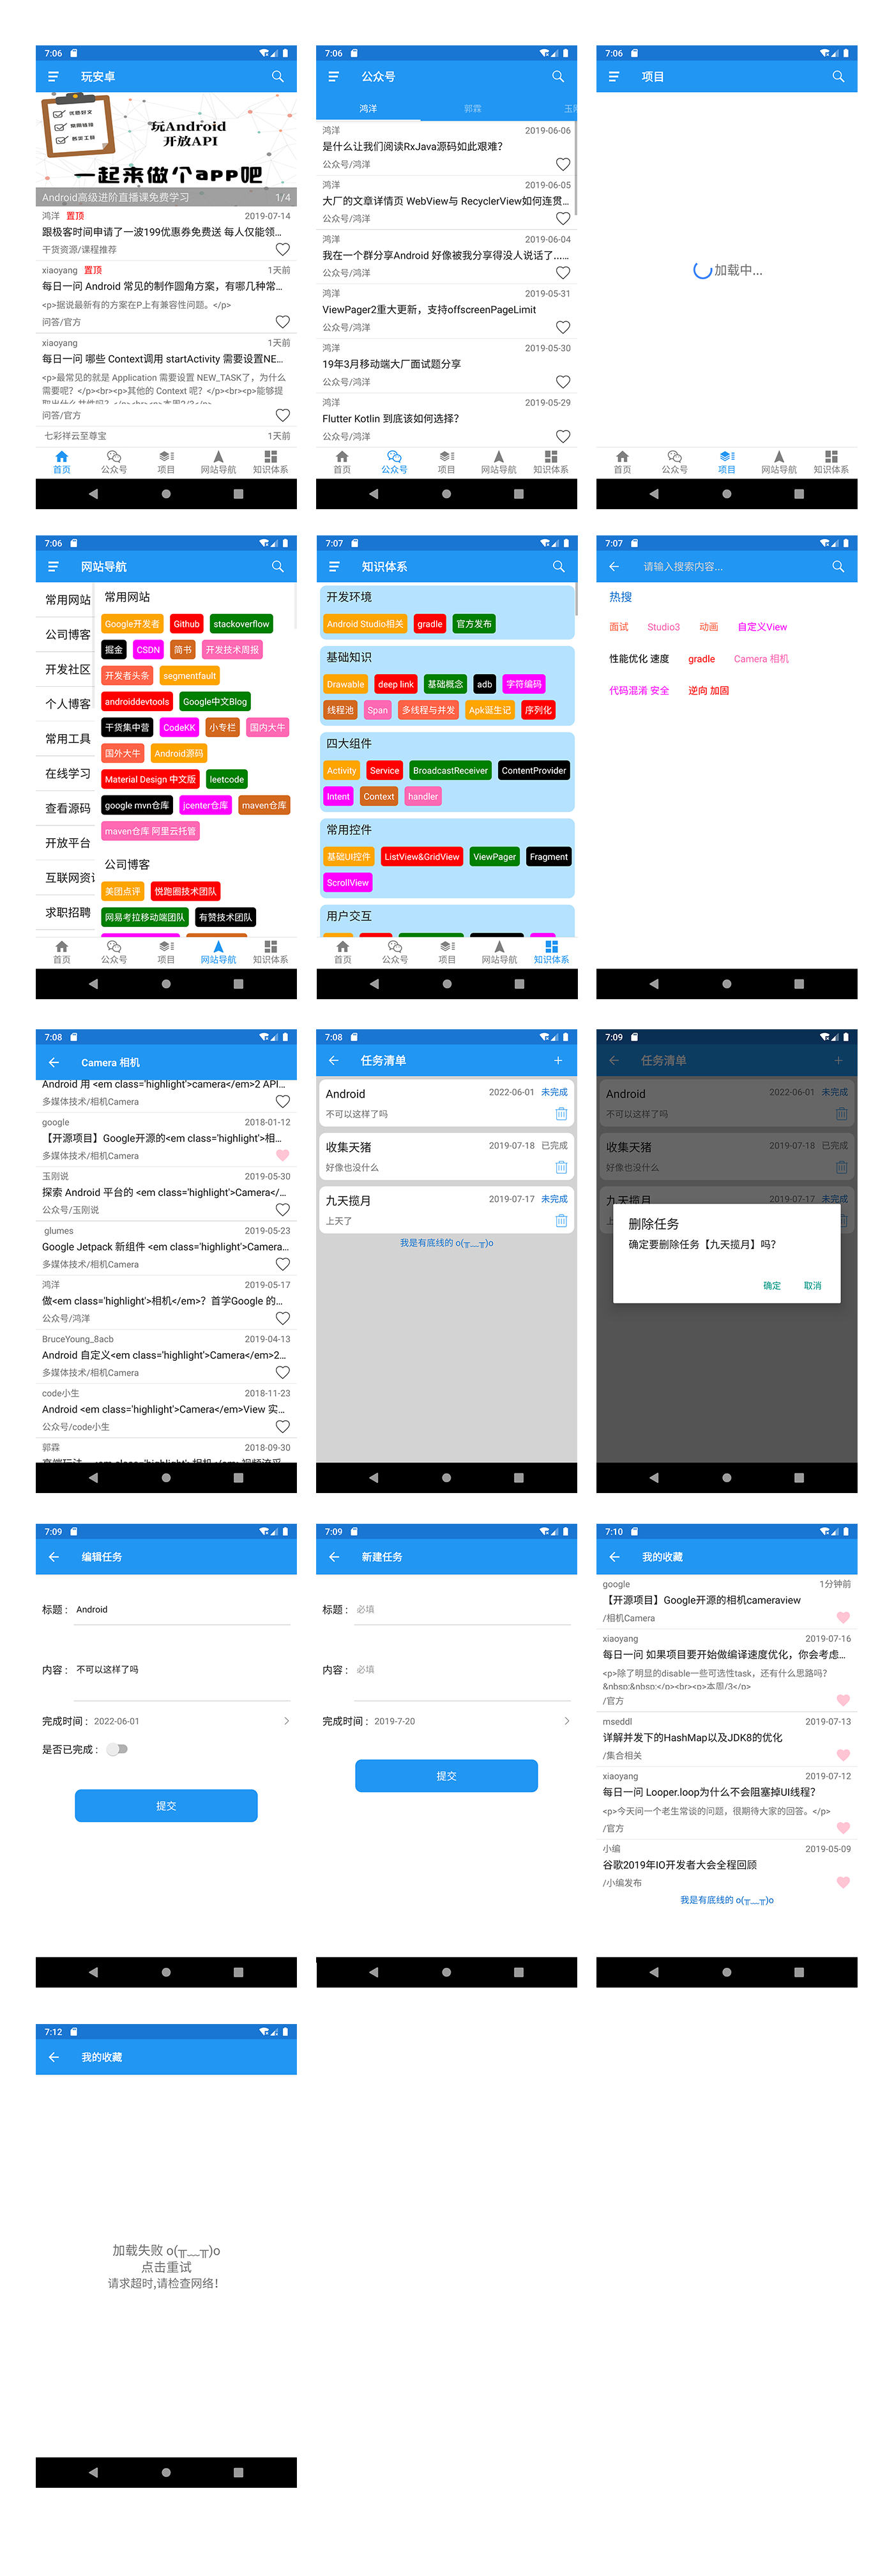 7:06
玩安卓
玩Android
开放API
一起来做个app吧
Android高级进阶直播课免费学习 1/4
鸿洋 置顶 2019-07-14
跟极客时间申请了一波199优惠券免费送 每人仅能领...
干货资源/课程推荐
xiaoyang 置顶 1天前
每日一问 Android 常见的制作圆角方案，有哪几种常...
<p>据说最新有的方案在P上有兼容性问题。</p>
问答/官方
xiaoyang 1天前
每日一问 哪些 Context调用 startActivity 需要设置NE...
<p>最常见的就是 Application 需要设置 NEW_TASK了，为什么
需要呢？</p><br><p>其他的 Context 呢？</p><br><p>能够提
问答/官方
七彩祥云至尊宝 1天前
首页 公众号 项目 网站导航 知识体系
7:06
公众号
鸿洋 郭霖
鸿洋 2019-06-06
是什么让我们阅读RxJava源码如此艰难？
公众号/鸿洋
鸿洋 2019-06-05
大厂的文章详情页 WebView与 RecyclerView如何连贯...
公众号/鸿洋
鸿洋 2019-06-04
我在一个群分享Android 好像被我分享得没人说话了......
公众号/鸿洋
鸿洋 2019-05-31
ViewPager2重大更新，支持offscreenPageLimit
公众号/鸿洋
鸿洋 2019-05-30
19年3月移动端大厂面试题分享
公众号/鸿洋
鸿洋 2019-05-29
Flutter Kotlin 到底该如何选择？
公众号/鸿洋
首页 公众号 项目 网站导航 知识体系
7:06
项目
加载中...
首页 公众号 项目 网站导航 知识体系
7:06
网站导航
常用网站
公司博客
开发社区
个人博客
常用工具
在线学习
查看源码
开放平台
互联网资讯
求职招聘
常用网站
Google开发者 Github stackoverflow
掘金 CSDN 简书 开发技术周报
开发者头条 segmentfault
androiddevtools Google中文Blog
干货集中营 CodeKK 小专栏 国内大牛
国外大牛 Android源码
Material Design 中文版 leetcode
google mvn仓库 jcenter仓库 maven仓库
maven仓库 阿里云托管
公司博客
美团点评 悦跑圈技术团队
网易考拉移动端团队 有赞技术团队
首页 公众号 项目 网站导航 知识体系
7:07
知识体系
开发环境
Android Studio相关 gradle 官方发布
基础知识
Drawable deep link 基础概念 adb 字符编码
线程池 Span 多线程与并发 Apk诞生记 序列化
四大组件
Activity Service BroadcastReceiver ContentProvider
Intent Context handler
常用控件
基础UI控件 ListView&GridView ViewPager Fragment
ScrollView
用户交互
首页 公众号 项目 网站导航 知识体系
7:07
请输入搜索内容...
热搜
面试 Studio3 动画 自定义View
性能优化 速度 gradle Camera 相机
代码混淆 安全 逆向 加固
7:08
Camera 相机
Android 用 <em class='highlight'>camera</em>2 API...
多媒体技术/相机Camera
google 2018-01-12
【开源项目】Google开源的<em class='highlight'>相...
多媒体技术/相机Camera
玉刚说 2019-05-30
探索 Android 平台的 <em class='highlight'>Camera</...
公众号/玉刚说
glumes 2019-05-23
Google Jetpack 新组件 <em class='highlight'>Camera...
多媒体技术/相机Camera
鸿洋 2019-05-17
做<em class='highlight'>相机</em>？首学Google 的...
公众号/鸿洋
BruceYoung_8acb 2019-04-13
Android 自定义<em class='highlight'>Camera</em>2...
多媒体技术/相机Camera
code小生 2018-11-23
Android <em class='highlight'>Camera</em>View 实...
公众号/code小生
郭霖 2018-09-30
7:08
任务清单 +
Android 2022-06-01 未完成
不可以这样了吗
收集天猪 2019-07-18 已完成
好像也没什么
九天揽月 2019-07-17 未完成
上天了
我是有底线的 o(╥﹏╥)o
7:09
任务清单 +
Android 2022-06-01 未完成
不可以这样了吗
收集天猪 2019-07-18 已完成
好像也没什么
九天揽月 2019-07-17 未完成
上天了
删除任务
确定要删除任务【九天揽月】吗？
确定 取消
7:09
编辑任务
标题： Android
内容： 不可以这样了吗
完成时间： 2022-06-01
是否已完成：
提交
7:09
新建任务
标题： 必填
内容： 必填
完成时间： 2019-7-20
提交
7:10
我的收藏
google 1分钟前
【开源项目】Google开源的相机cameraview
/相机Camera
xiaoyang 2019-07-16
每日一问 如果项目要开始做编译速度优化，你会考虑...
<p>除了明显的disable一些可选性task，还有什么思路吗？
&nbsp;&nbsp;</p><br><p>本周/3</p>
/官方
mseddl 2019-07-13
详解并发下的HashMap以及JDK8的优化
/集合相关
xiaoyang 2019-07-12
每日一问 Looper.loop为什么不会阻塞掉UI线程？
<p>今天问一个老生常谈的问题，很期待大家的回答。</p>
/官方
小编 2019-05-09
谷歌2019年IO开发者大会全程回顾
/小编发布
我是有底线的 o(╥﹏╥)o
7:12
我的收藏
加载失败 o(╥﹏╥)o
点击重试
请求超时,请检查网络！